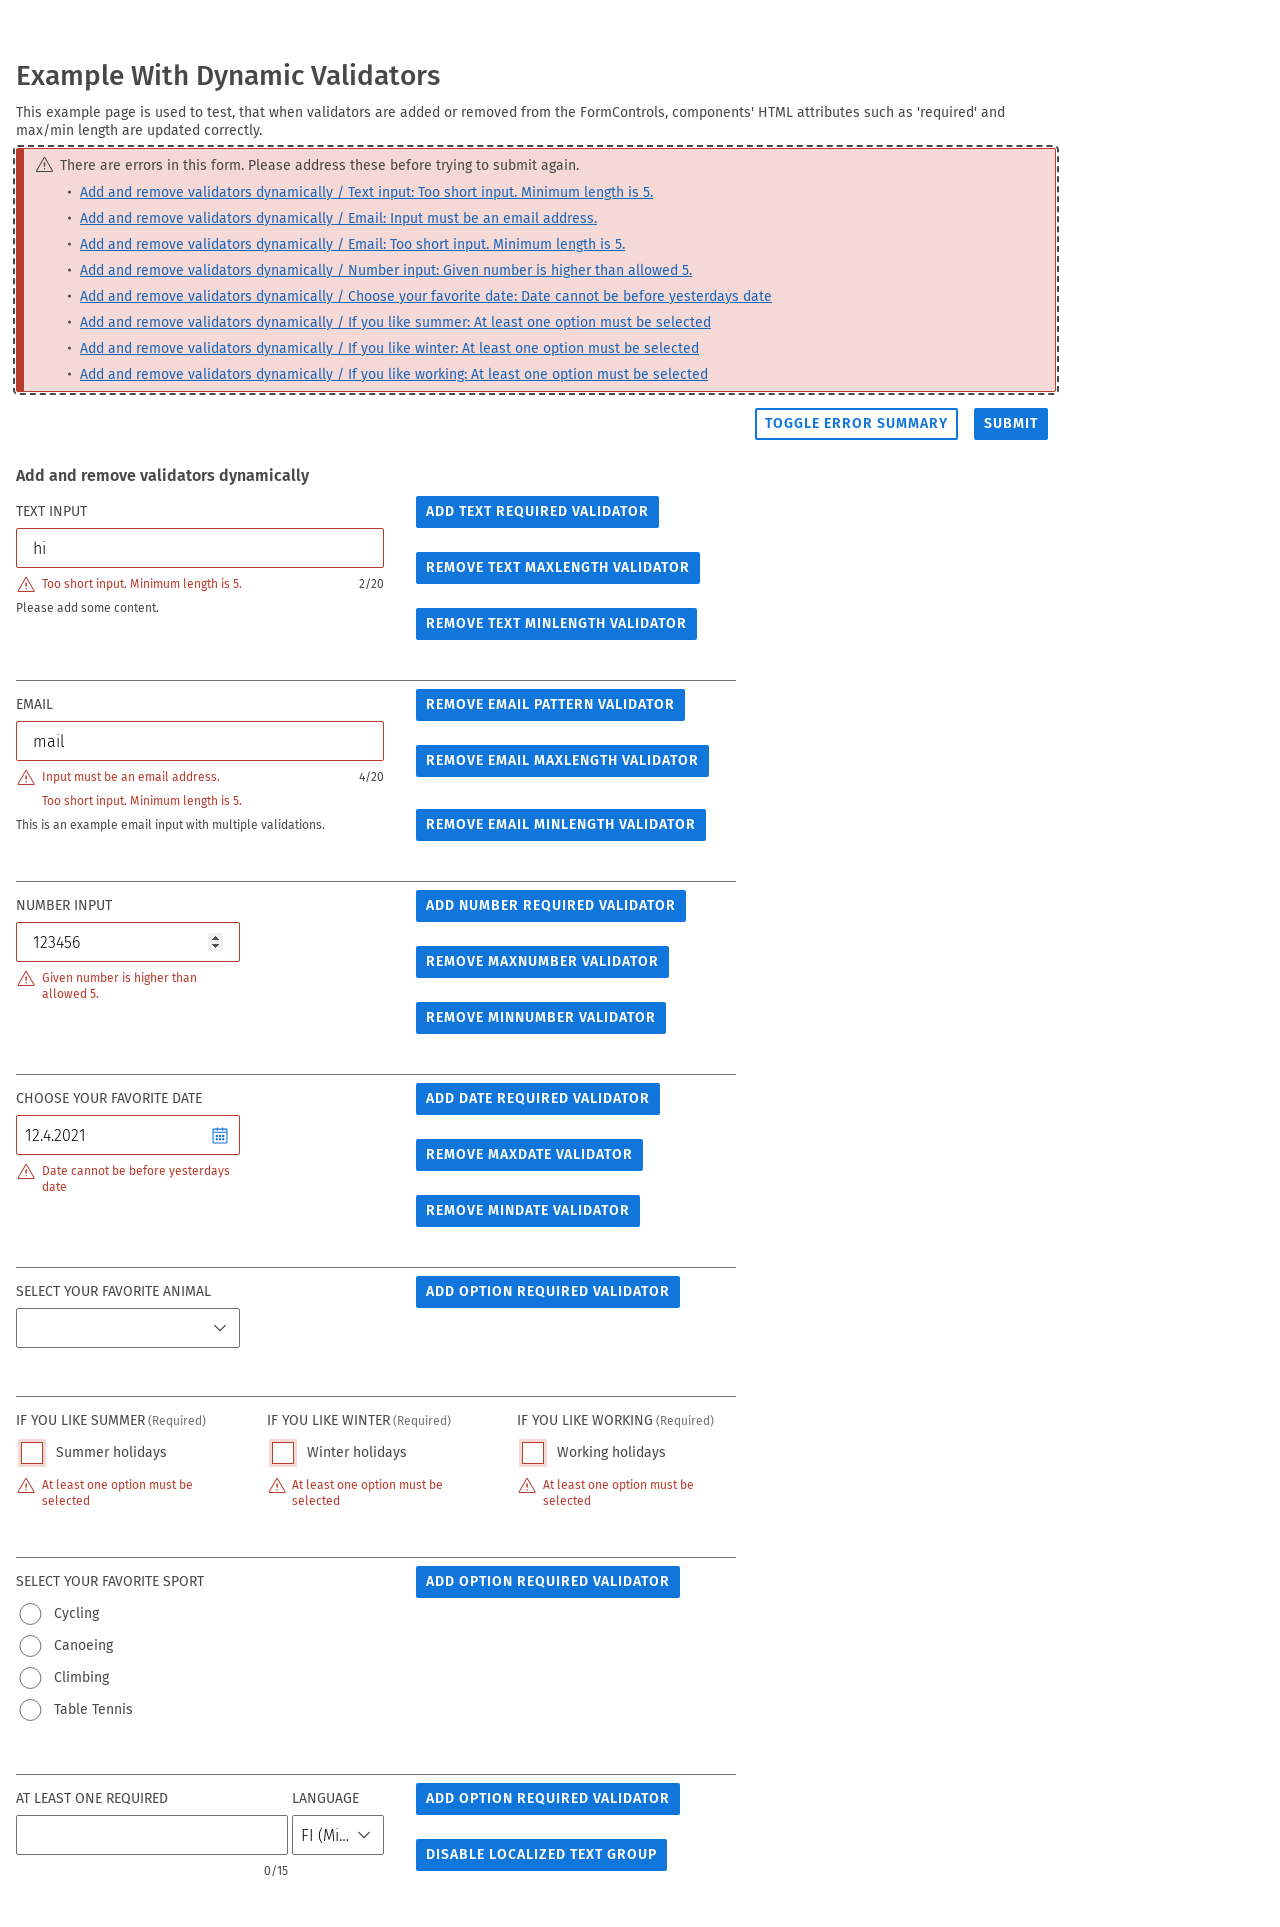 Example With Dynamic Validators
This example page is used to test, that when validators are added or removed from the FormControls, components' HTML attributes such as 'required' and
max/min length are updated correctly.
There are errors in this form. Please address these before trying to submit again.
• Add and remove validators dynamically / Text input: Too short input. Minimum length is 5.
• Add and remove validators dynamically / Email: Input must be an email address.
• Add and remove validators dynamically / Email: Too short input. Minimum length is 5.
• Add and remove validators dynamically / Number input: Given number is higher than allowed 5.
• Add and remove validators dynamically / Choose your favorite date: Date cannot be before yesterdays date
• Add and remove validators dynamically / If you like summer: At least one option must be selected
• Add and remove validators dynamically / If you like winter: At least one option must be selected
• Add and remove validators dynamically / If you like working: At least one option must be selected
TOGGLE ERROR SUMMARY
SUBMIT
Add and remove validators dynamically
TEXT INPUT
hi
Too short input. Minimum length is 5.
2/20
Please add some content.
ADD TEXT REQUIRED VALIDATOR
REMOVE TEXT MAXLENGTH VALIDATOR
REMOVE TEXT MINLENGTH VALIDATOR
EMAIL
mail
Input must be an email address.
4/20
Too short input. Minimum length is 5.
This is an example email input with multiple validations.
REMOVE EMAIL PATTERN VALIDATOR
REMOVE EMAIL MAXLENGTH VALIDATOR
REMOVE EMAIL MINLENGTH VALIDATOR
NUMBER INPUT
123456
Given number is higher than
allowed 5.
ADD NUMBER REQUIRED VALIDATOR
REMOVE MAXNUMBER VALIDATOR
REMOVE MINNUMBER VALIDATOR
CHOOSE YOUR FAVORITE DATE
12.4.2021
Date cannot be before yesterdays
date
ADD DATE REQUIRED VALIDATOR
REMOVE MAXDATE VALIDATOR
REMOVE MINDATE VALIDATOR
SELECT YOUR FAVORITE ANIMAL
ADD OPTION REQUIRED VALIDATOR
IF YOU LIKE SUMMER (Required)
Summer holidays
At least one option must be
selected
IF YOU LIKE WINTER (Required)
Winter holidays
At least one option must be
selected
IF YOU LIKE WORKING (Required)
Working holidays
At least one option must be
selected
SELECT YOUR FAVORITE SPORT
Cycling
Canoeing
Climbing
Table Tennis
ADD OPTION REQUIRED VALIDATOR
AT LEAST ONE REQUIRED
LANGUAGE
FI (Mi...
0/15
ADD OPTION REQUIRED VALIDATOR
DISABLE LOCALIZED TEXT GROUP